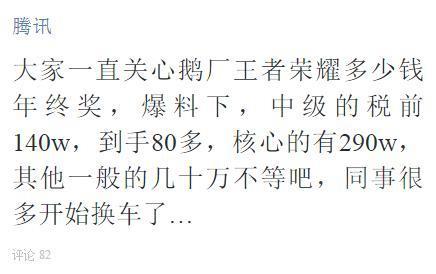 腾讯
大家一直关心鹅厂王者荣耀多少钱
年终奖，爆料下，中级的税前
140w，到手80多，核心的有290w，
其他一般的几十万不等吧，同事很
多开始换车了...
评论 82